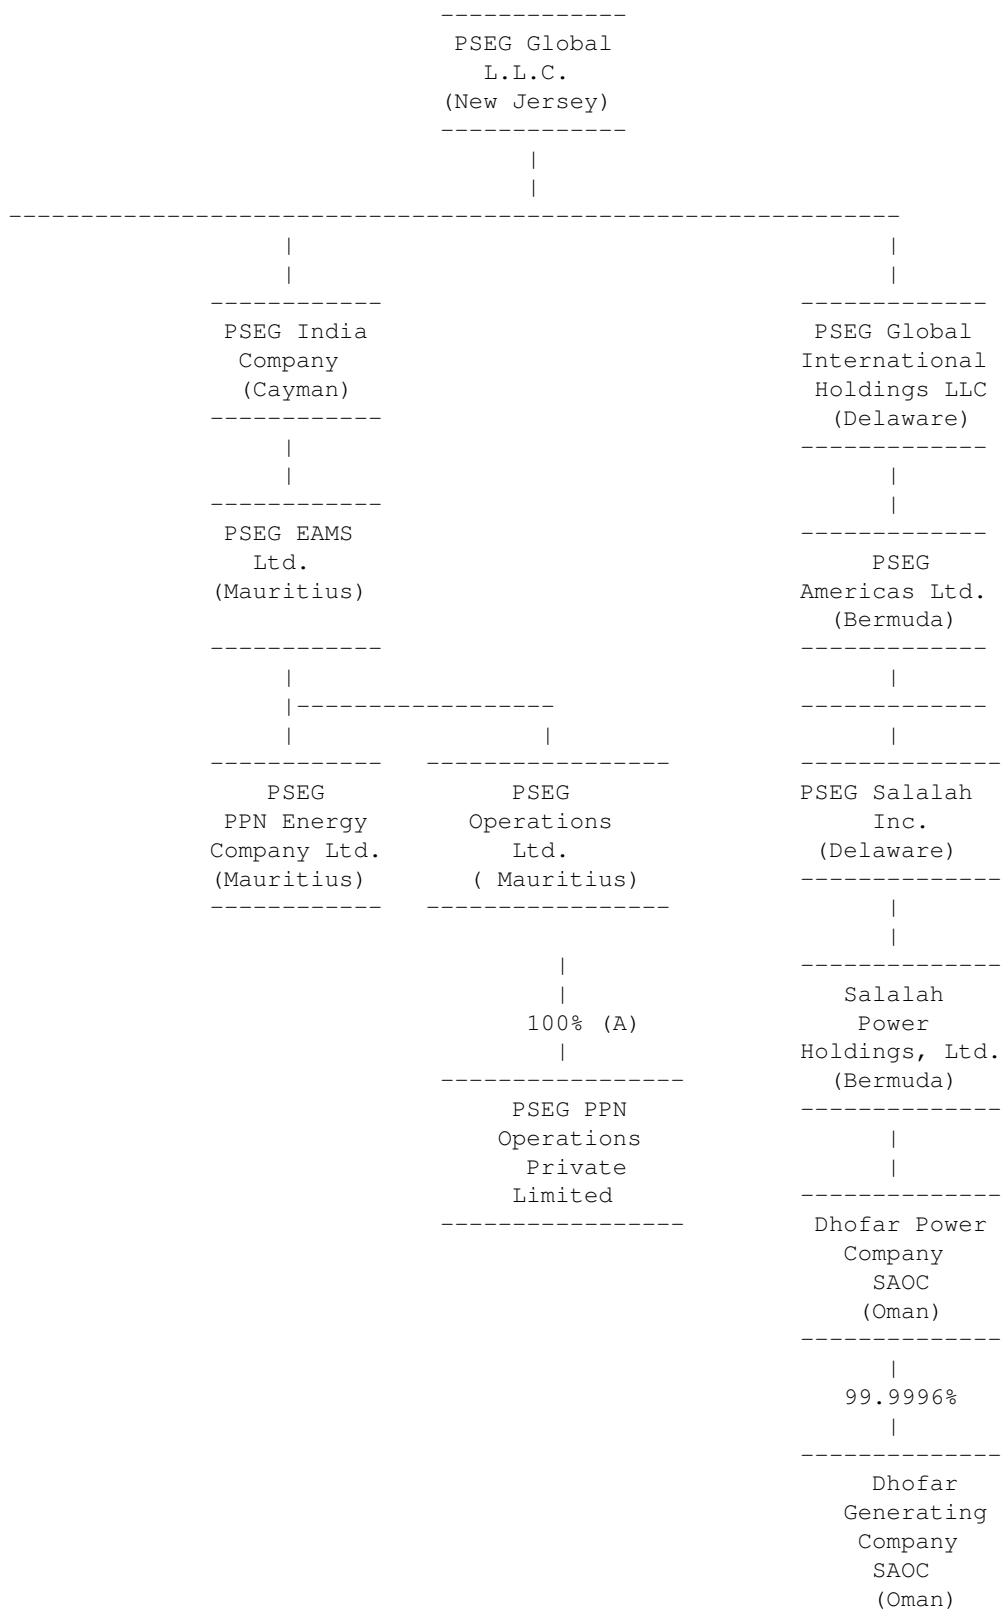 PSEG Global
L.L.C.
(New Jersey)
PSEG India
Company
(Cayman)
PSEG Global
International
Holdings LLC
(Delaware)
PSEG EAMS
Ltd.
(Mauritius)
PSEG
Americas Ltd.
(Bermuda)
PSEG
PPN Energy
Company Ltd.
(Mauritius)
PSEG
Operations
Ltd.
( Mauritius)
PSEG Salalah
Inc.
(Delaware)
100% (A)
Salalah
Power
Holdings, Ltd.
(Bermuda)
PSEG PPN
Operations
Private
Limited
Dhofar Power
Company
SAOC
(Oman)
99.9996%
Dhofar
Generating
Company
SAOC
(Oman)